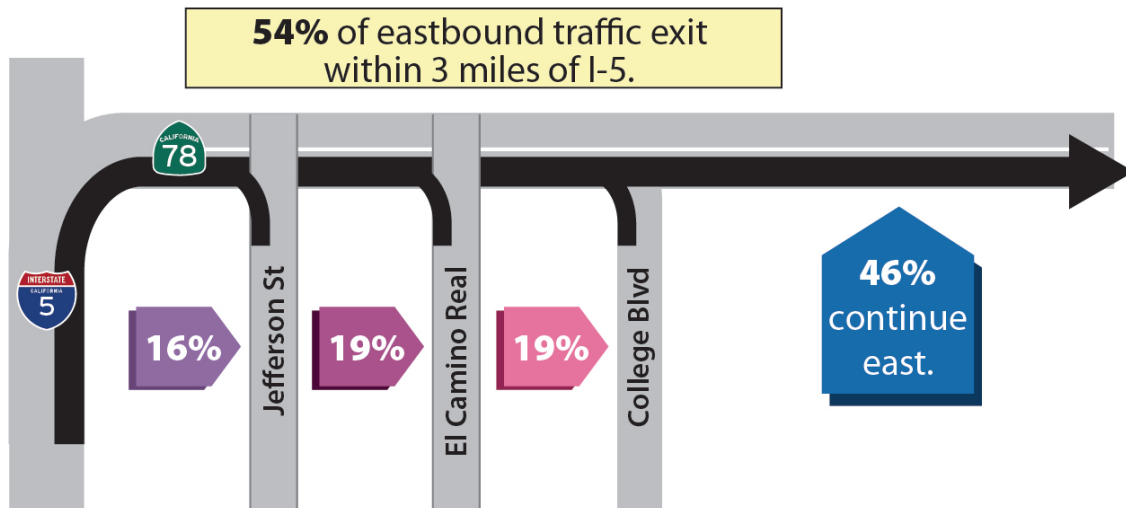 54% of eastbound traffic exit
within 3 miles of I-5.
CALIFORNIA
78
INTERSTATE
CALIFORNIA
5
16%
Jefferson St
19%
El Camino Real
19%
College Blvd
46%
continue
east.